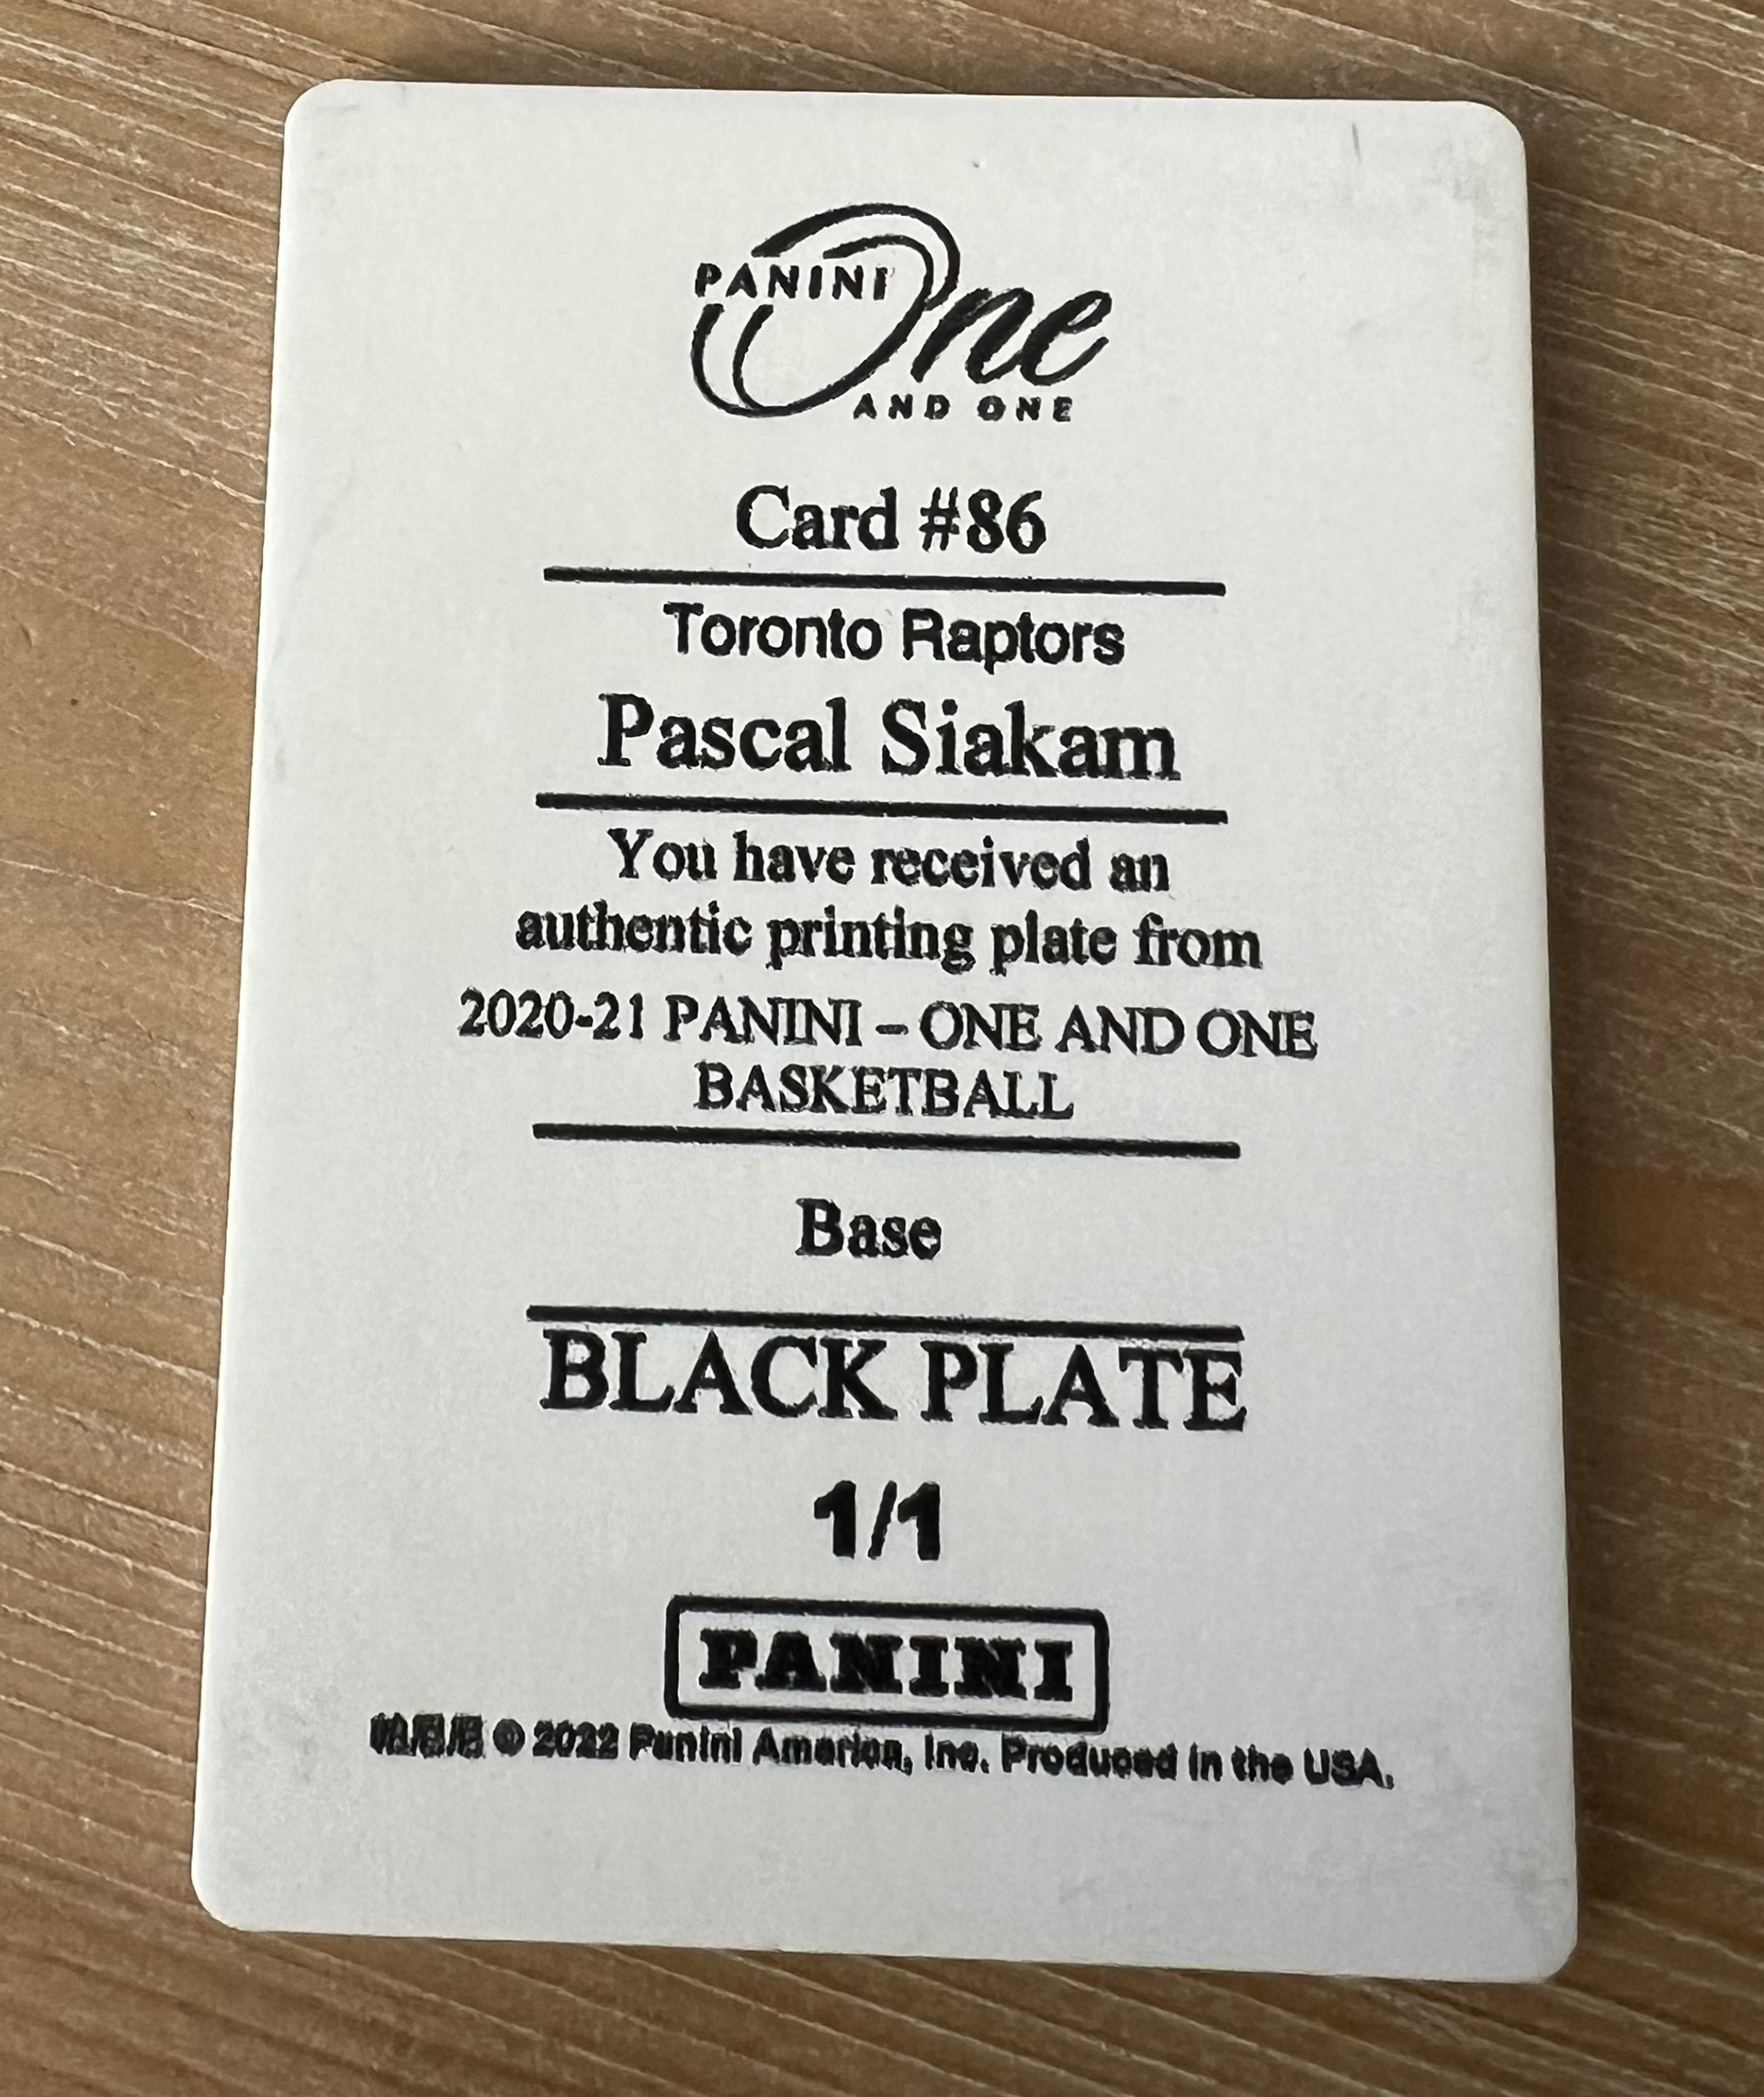 PANINI One
AND ONE
Card #86
Toronto Raptors
Pascal Siakam
You have received an
authentic printing plate from
2020-21 PANINI – ONE AND ONE
BASKETBALL
Base
BLACK PLATE
1/1
PANINI
© 2022 Panini America, Inc. Produced in the USA.